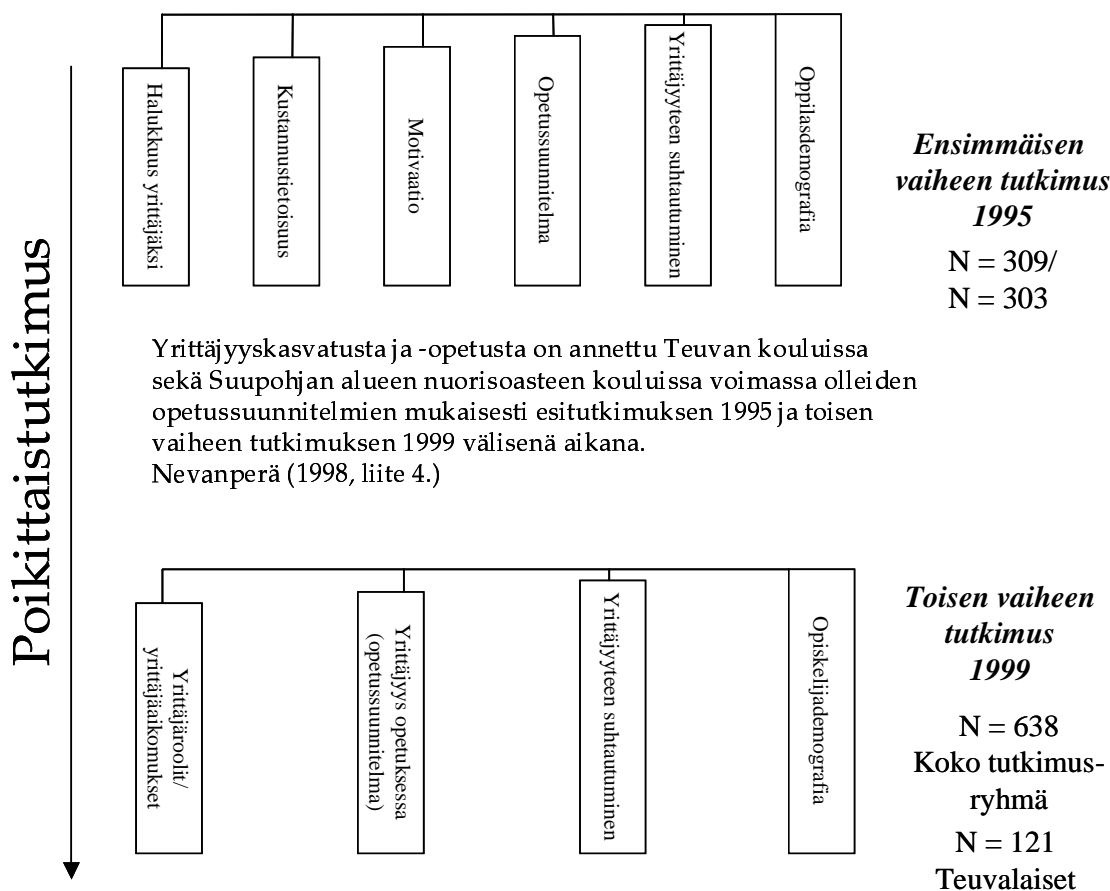 Poikittaistutkimus
Halukkuus yrittäjäksi
Kustannustietoisuus
Motivaatio
Opetussuunnitelma
Yrittäjyyteen suhtautuminen
Oppilasdemografia
Ensimmäisen
vaiheen tutkimus
1995
N = 309/
N = 303
Yrittäjyyskasvatusta ja -opetusta on annettu Teuvan kouluissa
sekä Suupohjan alueen nuorisoasteen kouluissa voimassa olleiden
opetussuunnitelmien mukaisesti esitutkimuksen 1995 ja toisen
vaiheen tutkimuksen 1999 välisenä aikana.
Nevanperä (1998, liite 4.)
Yrittäjäroolit/
yrittäjäaikomukset
Yrittäjyys opetuksessa
(opetussuunnitelma)
Yrittäjyyteen suhtautuminen
Opiskelijademografia
Toisen vaiheen
tutkimus
1999
N = 638
Koko tutkimus-
ryhmä
N = 121
Teuvalaiset